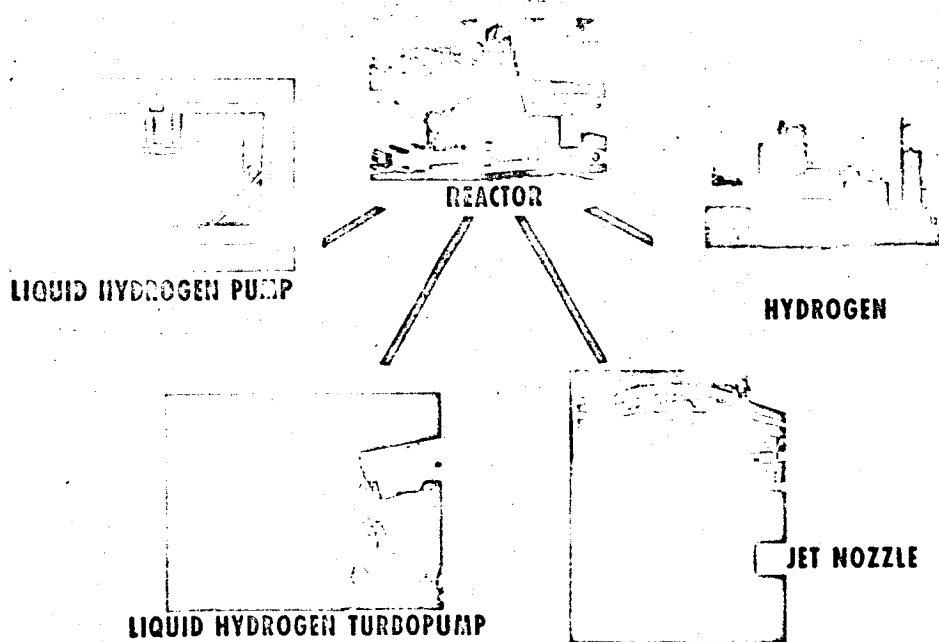 REACTOR
LIQUID HYDROGEN PUMP
HYDROGEN
JET NOZZLE
LIQUID HYDROGEN TURBOPUMP